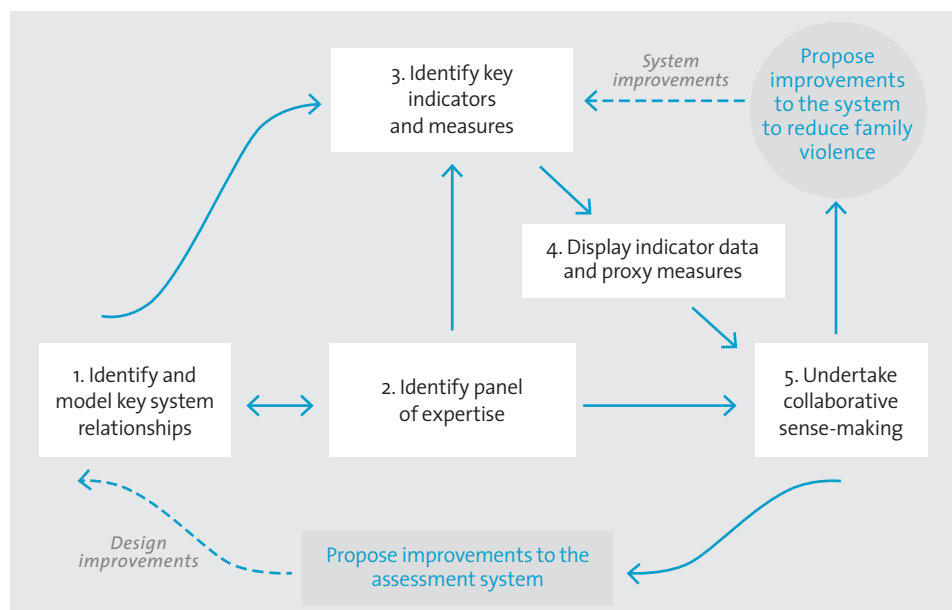 3. Identify key
indicators
and measures
System
improvements
Propose
improvements
to the system
to reduce family
violence
4. Display indicator data
and proxy measures
1. Identify and
model key system
relationships
2. Identify panel
of expertise
5. Undertake
collaborative
sense-making
Design
improvements
Propose improvements to the
assessment system